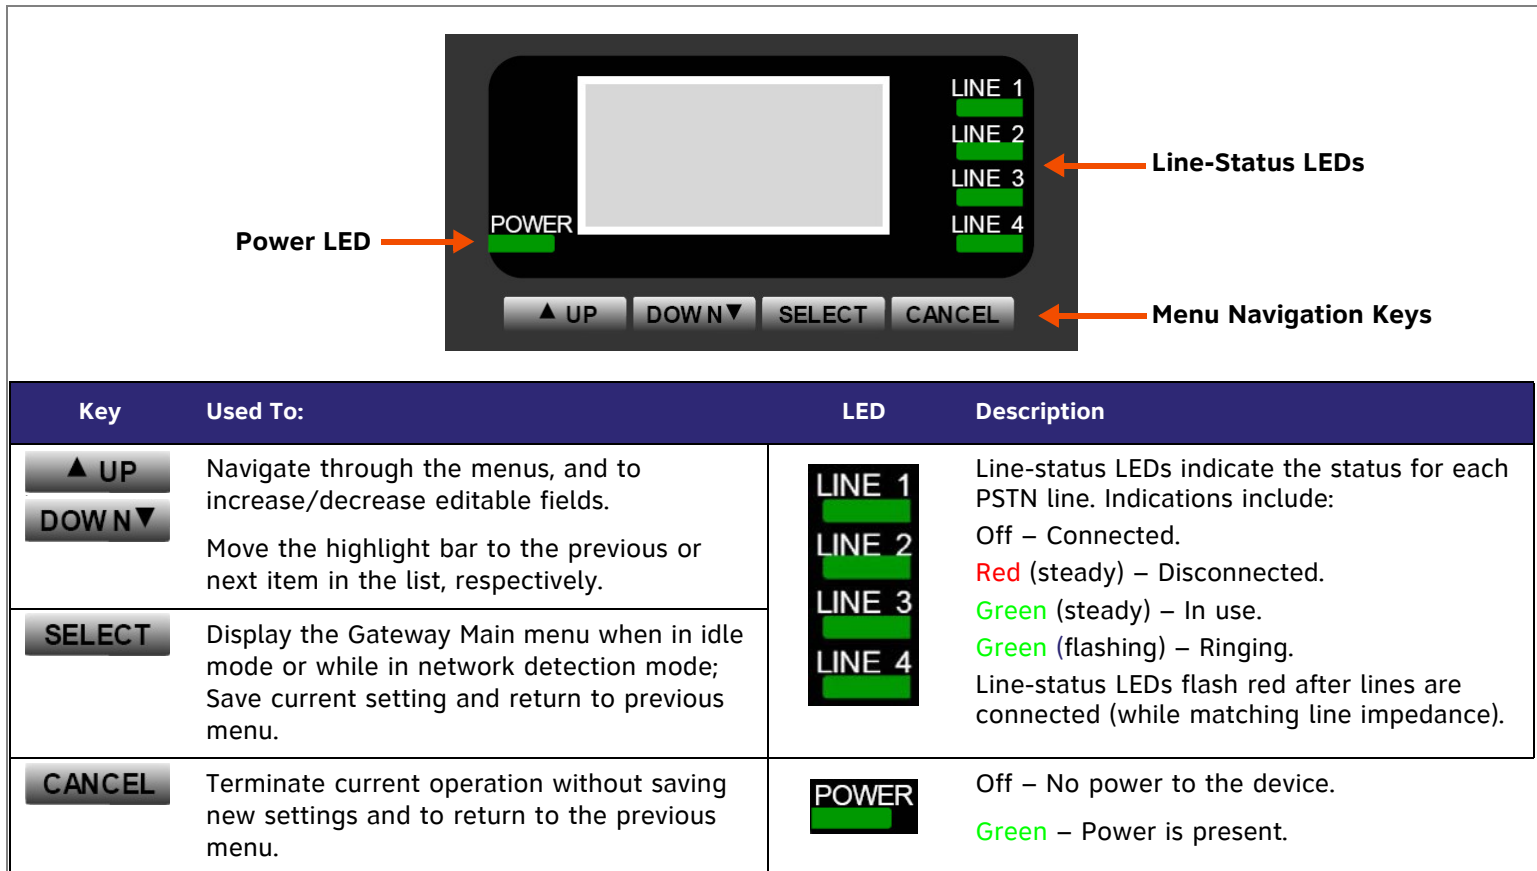 LINE 1
LINE 2
LINE 3
LINE 4
Line-Status LEDs
POWER
Power LED
▲ UP
DOWN▼
SELECT
CANCEL
Menu Navigation Keys
Key
Used To:
LED
Description
▲ UP
DOWN▼
Navigate through the menus, and to
increase/decrease editable fields.
Move the highlight bar to the previous or
next item in the list, respectively.
LINE 1
LINE 2
LINE 3
LINE 4
Line-status LEDs indicate the status for each
PSTN line. Indications include:
Off – Connected.
Red (steady) – Disconnected.
Green (steady) – In use.
Green (flashing) – Ringing.
Line-status LEDs flash red after lines are
connected (while matching line impedance).
SELECT
Display the Gateway Main menu when in idle
mode or while in network detection mode;
Save current setting and return to previous
menu.
CANCEL
Terminate current operation without saving
new settings and to return to the previous
menu.
POWER
Off – No power to the device.
Green – Power is present.